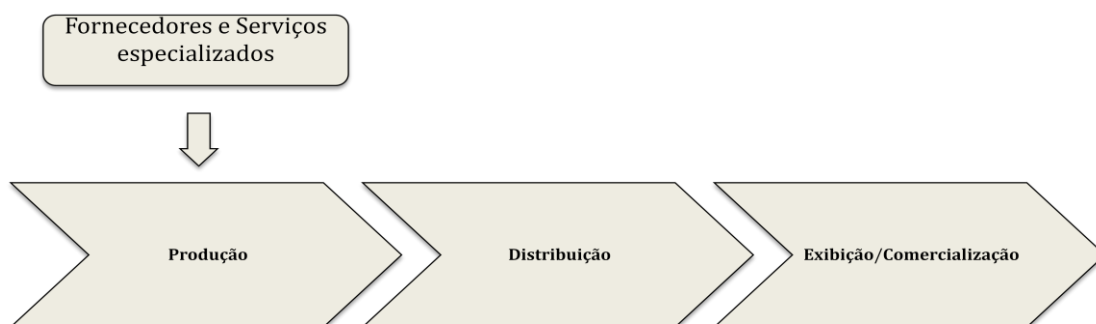 Fornecedores e Serviços
especializados
Produção
Distribuição
Exibição/Comercialização